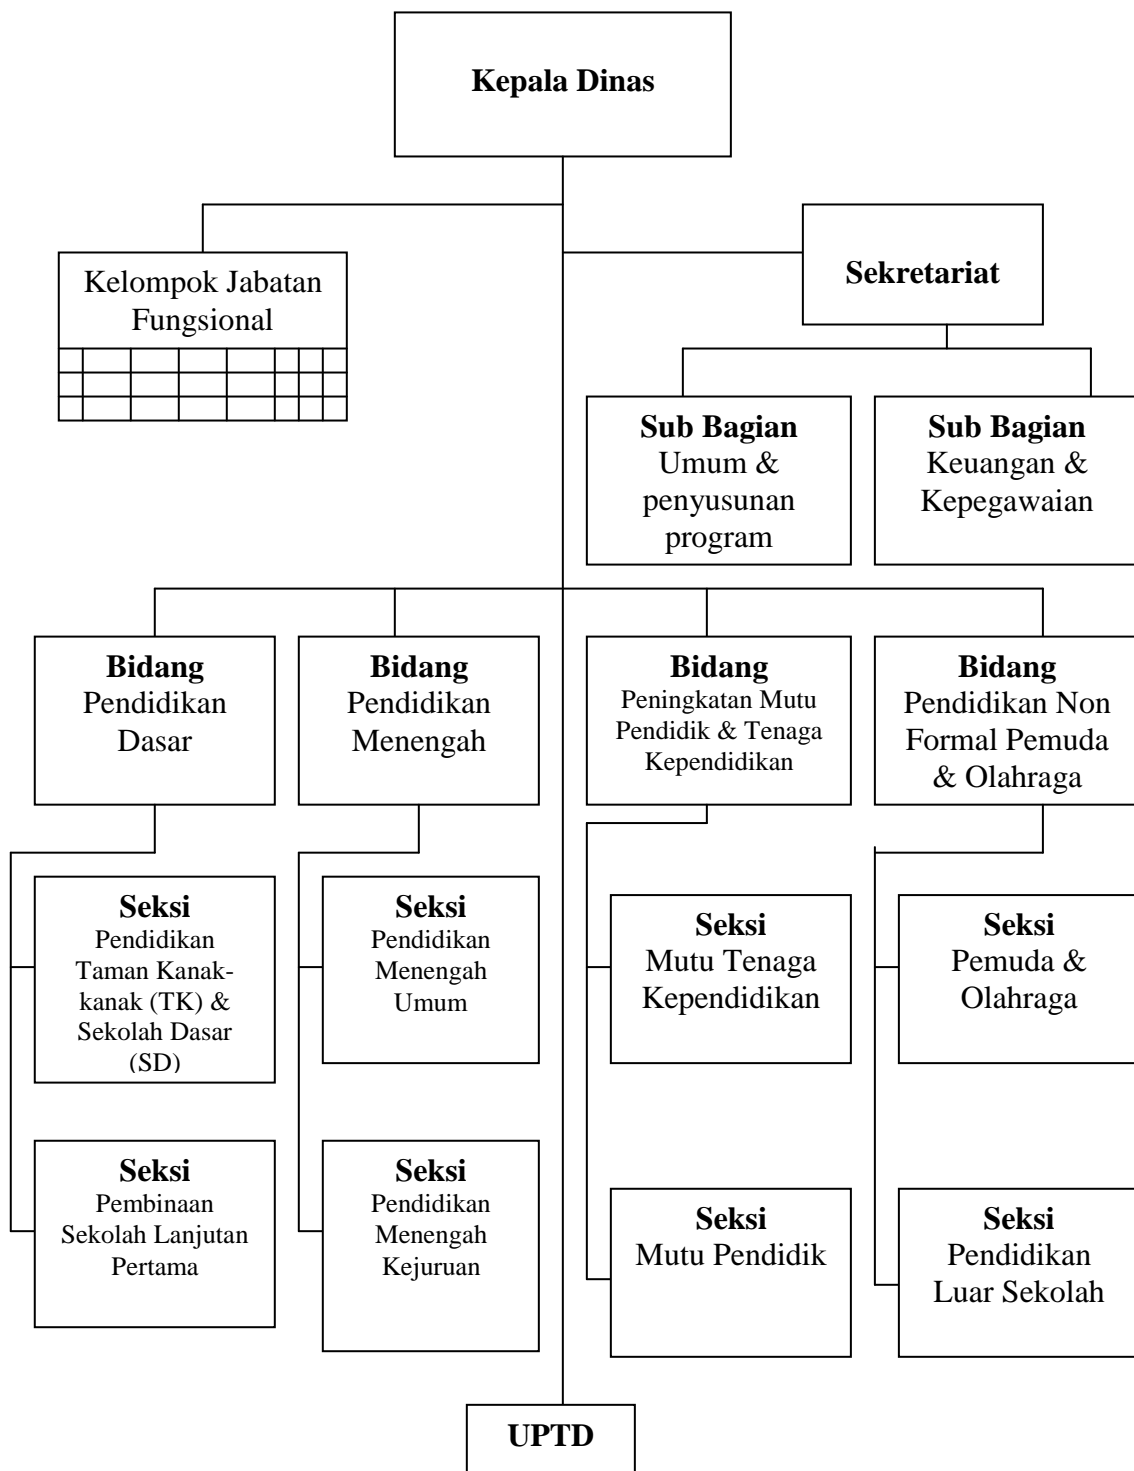 Kepala Dinas
Kelompok Jabatan
Fungsional
Sekretariat
Sub Bagian
Umum &
penyusunan
program
Sub Bagian
Keuangan &
Kepegawaian
Bidang
Pendidikan
Dasar
Bidang
Pendidikan
Menengah
Bidang
Peningkatan Mutu
Pendidik & Tenaga
Kependidikan
Bidang
Pendidikan Non
Formal Pemuda
& Olahraga
Seksi
Pendidikan
Taman Kanak-
kanak (TK) &
Sekolah Dasar
(SD)
Seksi
Pendidikan
Menengah
Umum
Seksi
Mutu Tenaga
Kependidikan
Seksi
Pemuda &
Olahraga
Seksi
Pembinaan
Sekolah Lanjutan
Pertama
Seksi
Pendidikan
Menengah
Kejuruan
Seksi
Mutu Pendidik
Seksi
Pendidikan
Luar Sekolah
UPTD